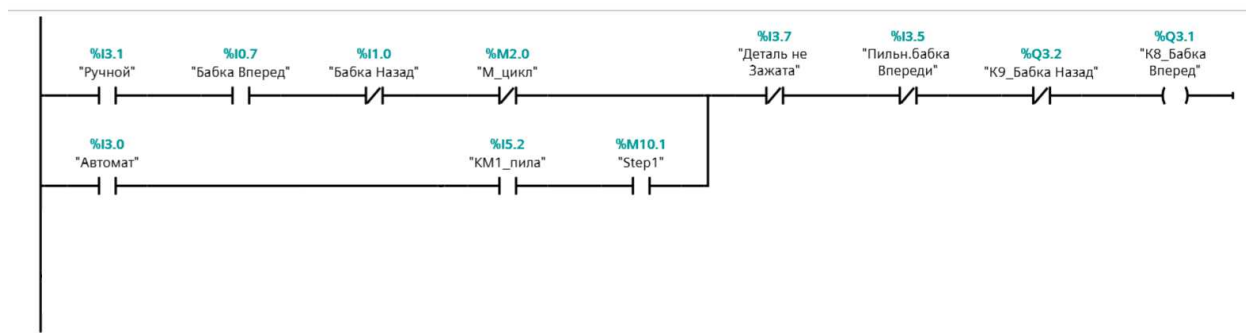 %I3.1
"Ручной"
%I0.7
"Бабка Вперед"
%I1.0
"Бабка Назад"
%M2.0
"М_цикл"
%I3.7
"Деталь не
Зажата"
%I3.5
"Пильн.бабка
Впереди"
%Q3.2
"К9_Бабка Назад"
%Q3.1
"К8_Бабка
Вперед"
%I3.0
"Автомат"
%I5.2
"КМ1_пила"
%M10.1
"Step1"